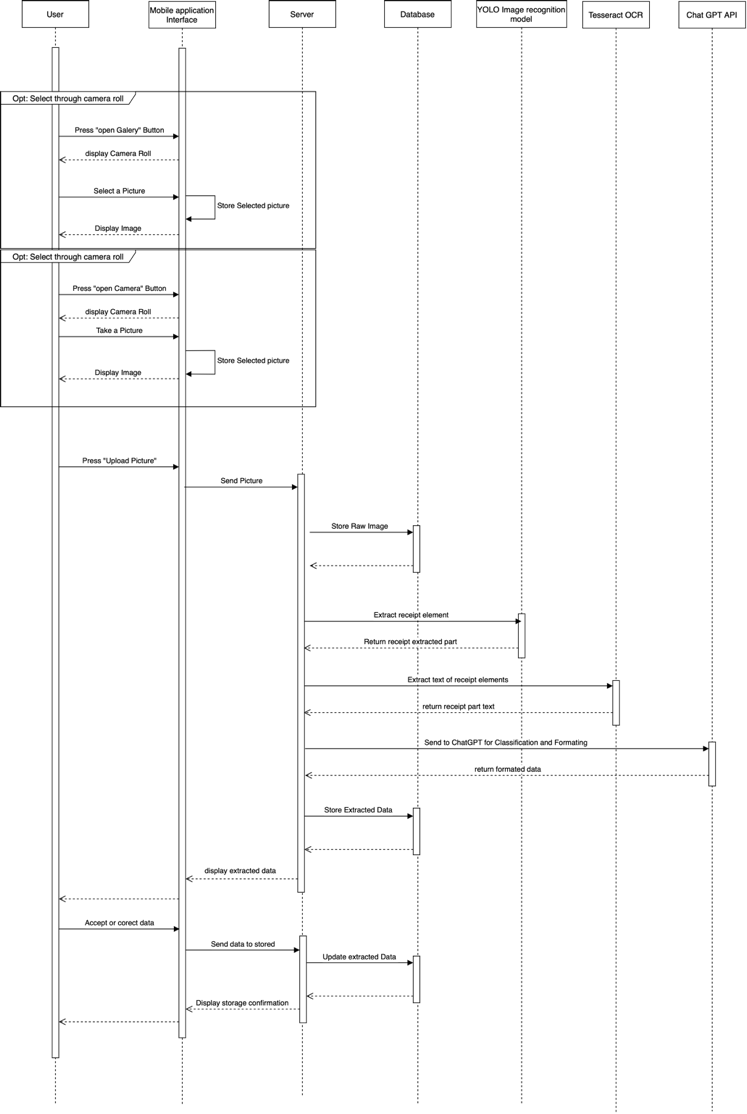 User
Mobile application
Interface
Server
Database
YOLO Image recognition
model
Tesseract OCR
Chat GPT API
Opt: Select through camera roll
Press "open Galery" Button
display Camera Roll
Select a Picture
Store Selected picture
Display Image
Opt: Select through camera roll
Press "open Camera" Button
display Camera Roll
Take a Picture
Store Selected picture
Display Image
Press "Upload Picture"
Send Picture
Store Raw Image
Extract receipt element
Return receipt extracted part
Extract text of receipt elements
return receipt part text
Send to ChatGPT for Classification and Formating
return formated data
Store Extracted Data
display extracted data
Accept or corect data
Send data to stored
Update extracted Data
Display storage confirmation